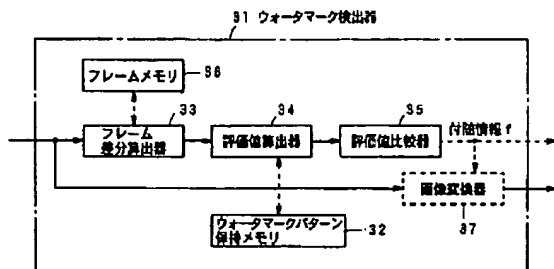 31 ウォータマーク検出器
フレームメモリ
36
33
34
35
フレーム
差分算出器
評価値算出器
評価値比較器
付随情報 f
画像変換器
37
ウォータマークパターン
保持メモリ
32